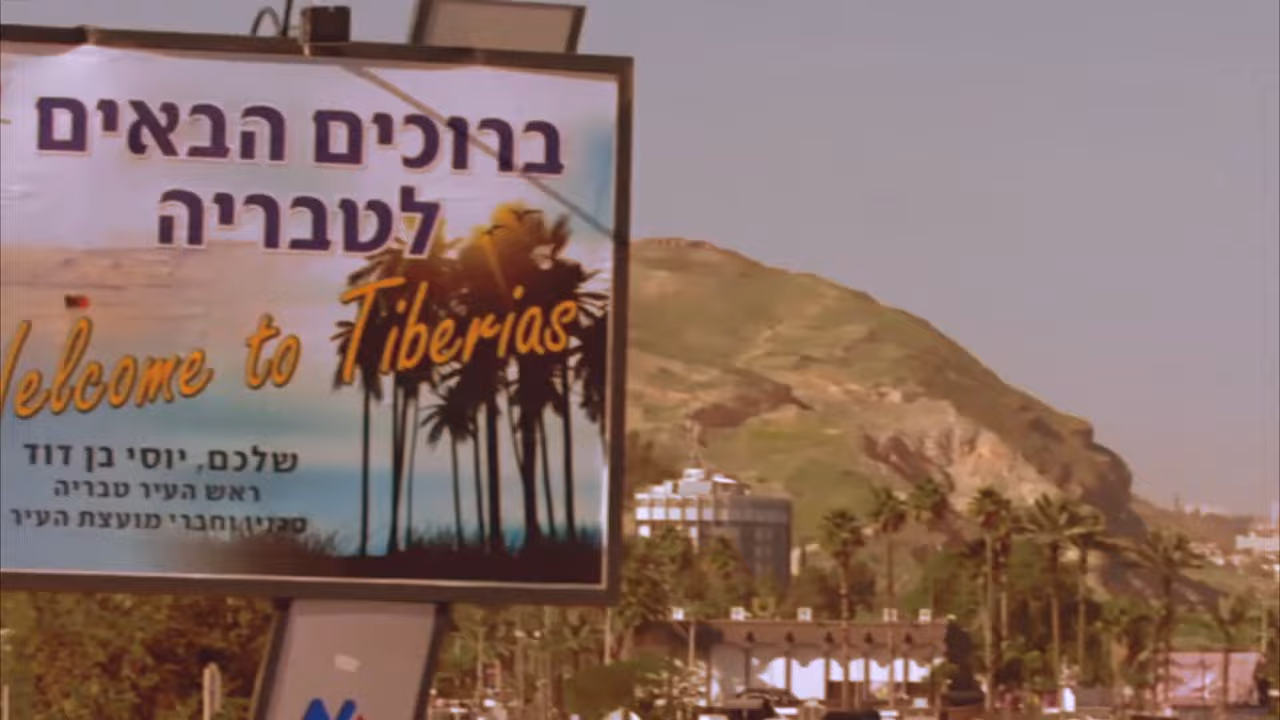 ברוכים הבאים
לטבריה
Welcome to Tiberias
שלכם, יוסי בן דוד
ראש העיר טבריה
סגניו וחברי מועצת העיר